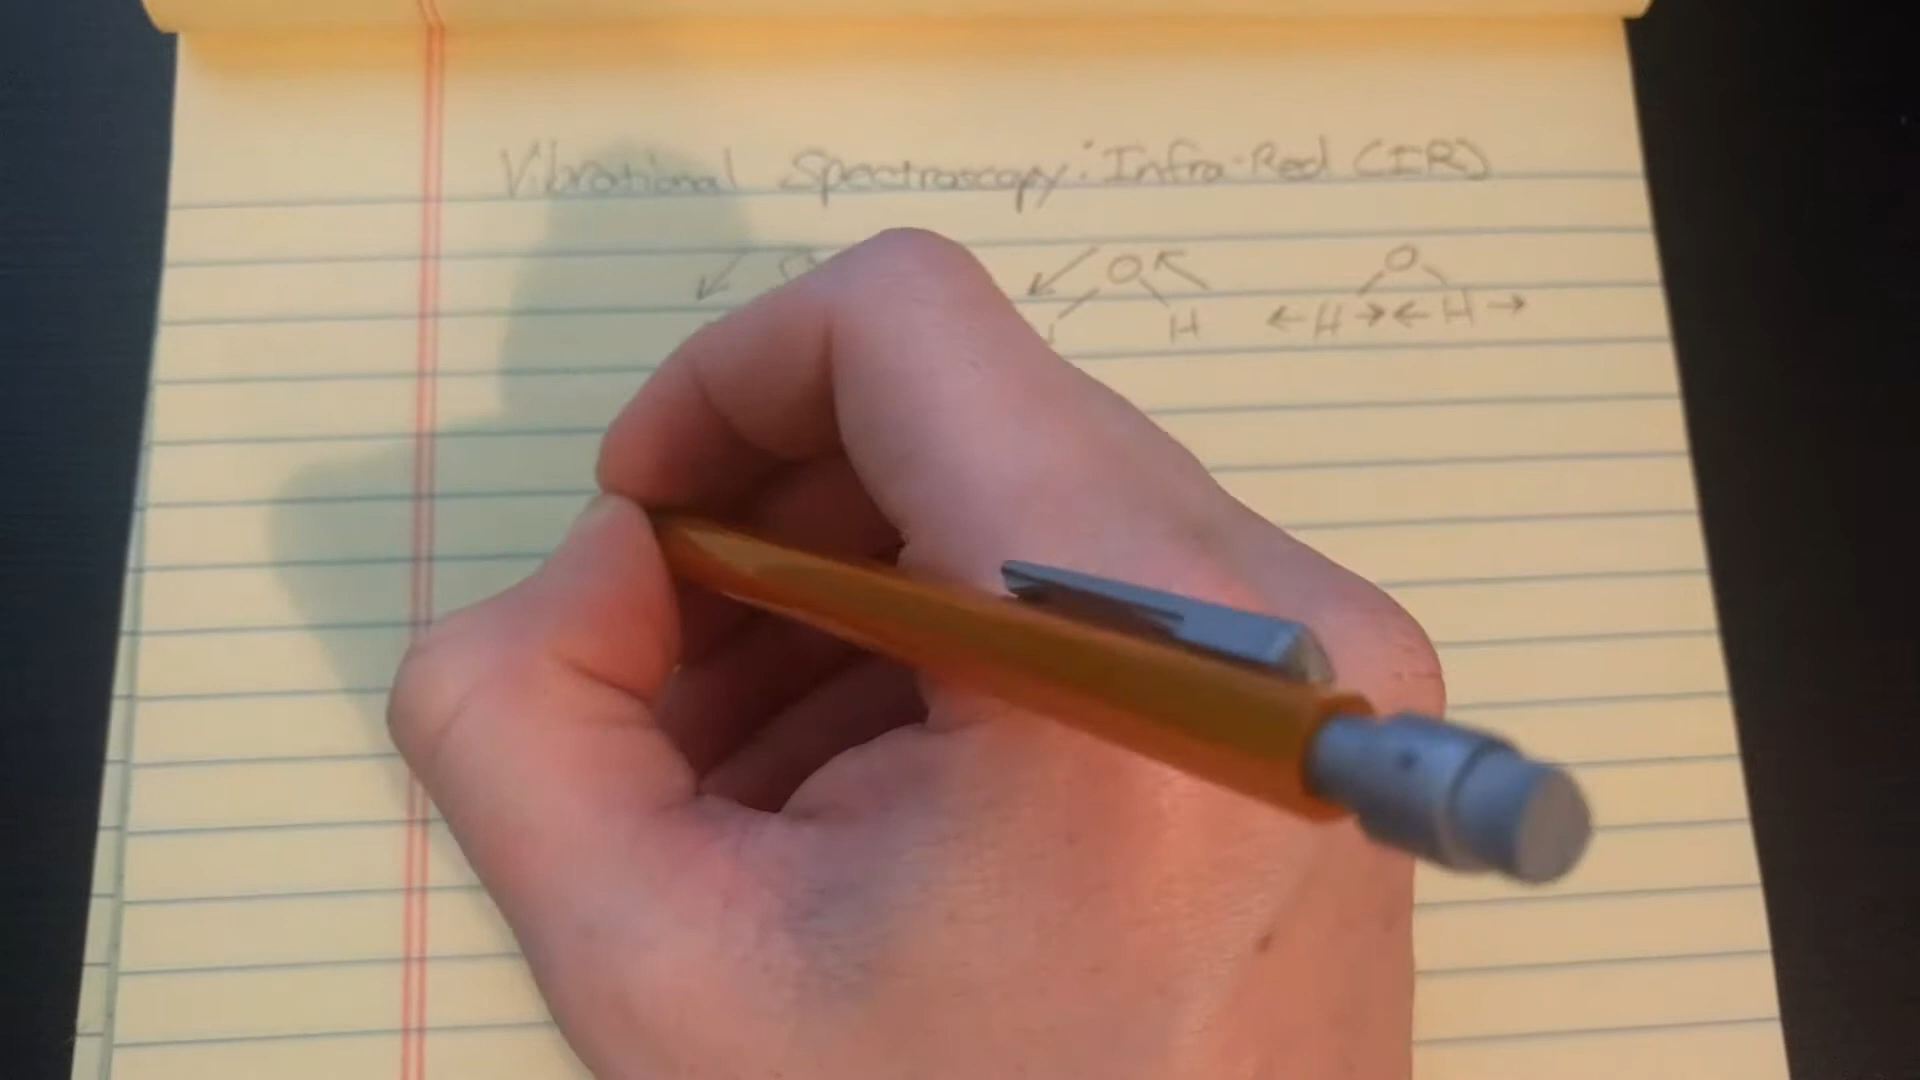 Vibrational Spectroscopy: Infra-Red (IR)
O O
H ←H→←H→